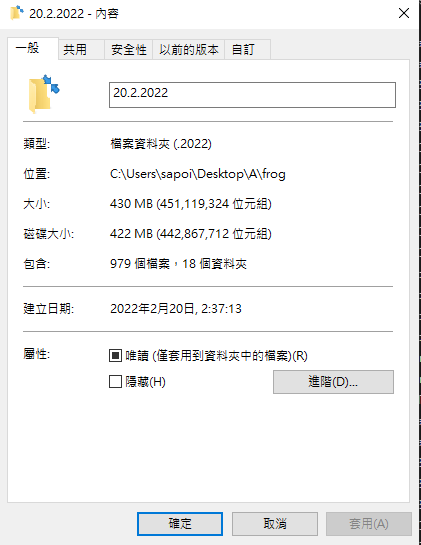 20.2.2022 - 內容
一般 共用 安全性 以前的版本 自訂
20.2.2022
類型: 檔案資料夾 (.2022)
位置: C:\Users\sapoi\Desktop\A\frog
大小: 430 MB (451,119,324 位元組)
磁碟大小: 422 MB (442,867,712 位元組)
包含: 979 個檔案，18 個資料夾
建立日期: 2022年2月20日, 2:37:13
屬性: 唯讀 (僅套用到資料夾中的檔案)(R)
隱藏(H) 進階(D)...
確定 取消 套用(A)